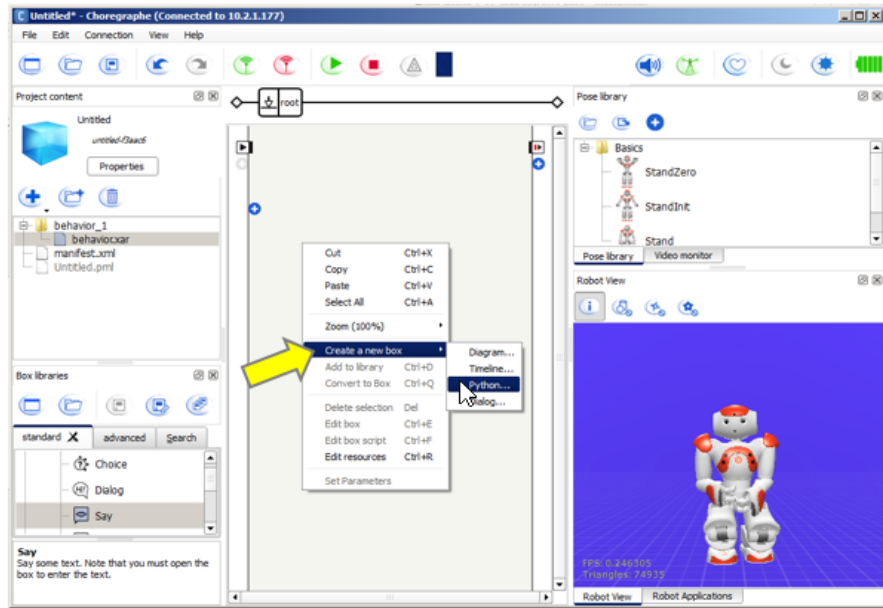 Untitled* - Choregraphe (Connected to 10.2.1.177)
File Edit Connection View Help
Project content
Untitled
untitled-f3aac6
Properties
behavior_1
behavior.xar
manifest.xml
Untitled.pml
Box libraries
standard X advanced Search
Choice
Dialog
Say
Say
Say some text. Note that you must open the
box to enter the text.
root
Cut Ctrl+X
Copy Ctrl+C
Paste Ctrl+V
Select All Ctrl+A
Zoom (100%)
Create a new box
Add to library Ctrl+D
Convert to Box Ctrl+Q
Delete selection Del
Edit box Ctrl+E
Edit box script Ctrl+F
Edit resources Ctrl+R
Set Parameters
Diagram...
Timeline...
Python...
Dialog...
Pose library
Basics
StandZero
StandInit
Stand
Pose library Video monitor
Robot View
FPS: 0.246305
Triangles: 74935
Robot View Robot Applications